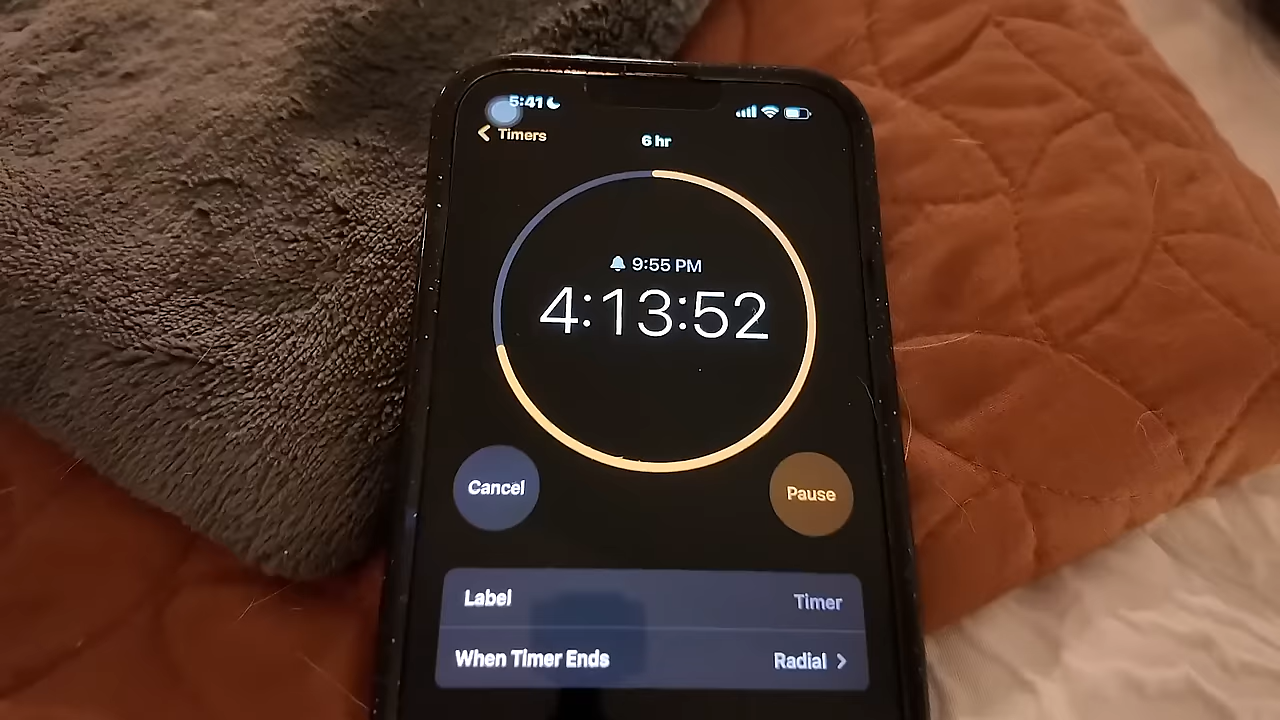 5:41
Timers
6 hr
9:55 PM
4:13:52
Cancel
Pause
Label
Timer
When Timer Ends
Radial